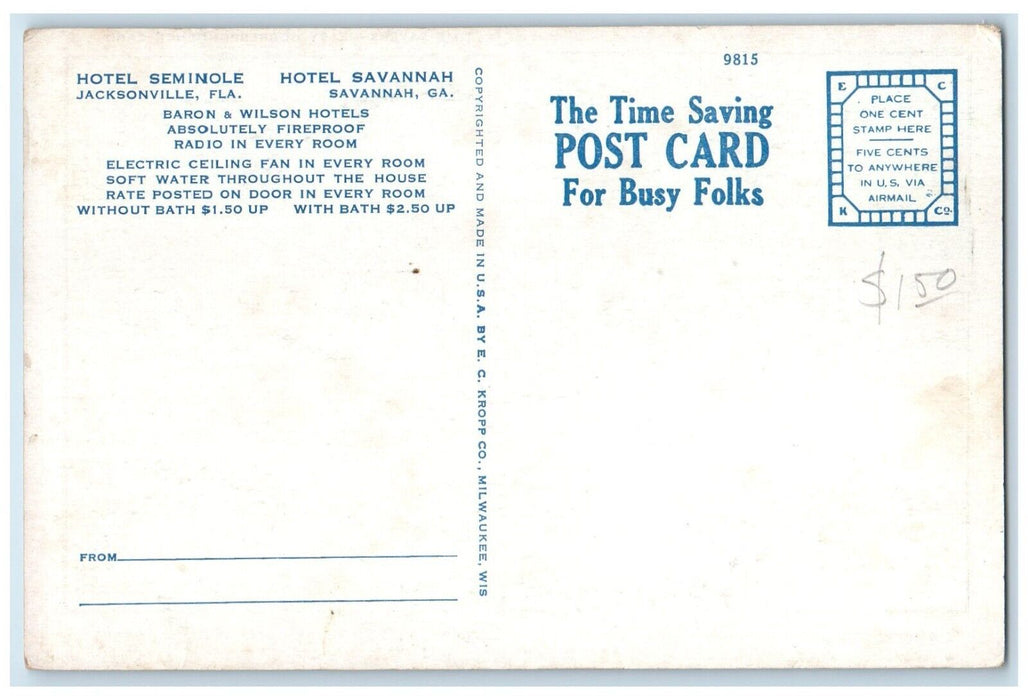 HOTEL SEMINOLE HOTEL SAVANNAH
JACKSONVILLE, FLA. SAVANNAH, GA.
BARON & WILSON HOTELS
ABSOLUTELY FIREPROOF
RADIO IN EVERY ROOM
ELECTRIC CEILING FAN IN EVERY ROOM
SOFT WATER THROUGHOUT THE HOUSE
RATE POSTED ON DOOR IN EVERY ROOM
WITHOUT BATH $1.50 UP WITH BATH $2.50 UP
FROM
COPYRIGHTED AND MADE IN U.S.A. BY E. C. KROPP CO., MILWAUKEE, WIS
9815
The Time Saving
POST CARD
For Busy Folks
E C
PLACE
ONE CENT
STAMP HERE
FIVE CENTS
TO ANYWHERE
IN U.S. VIA
AIRMAIL
K Co.
$150